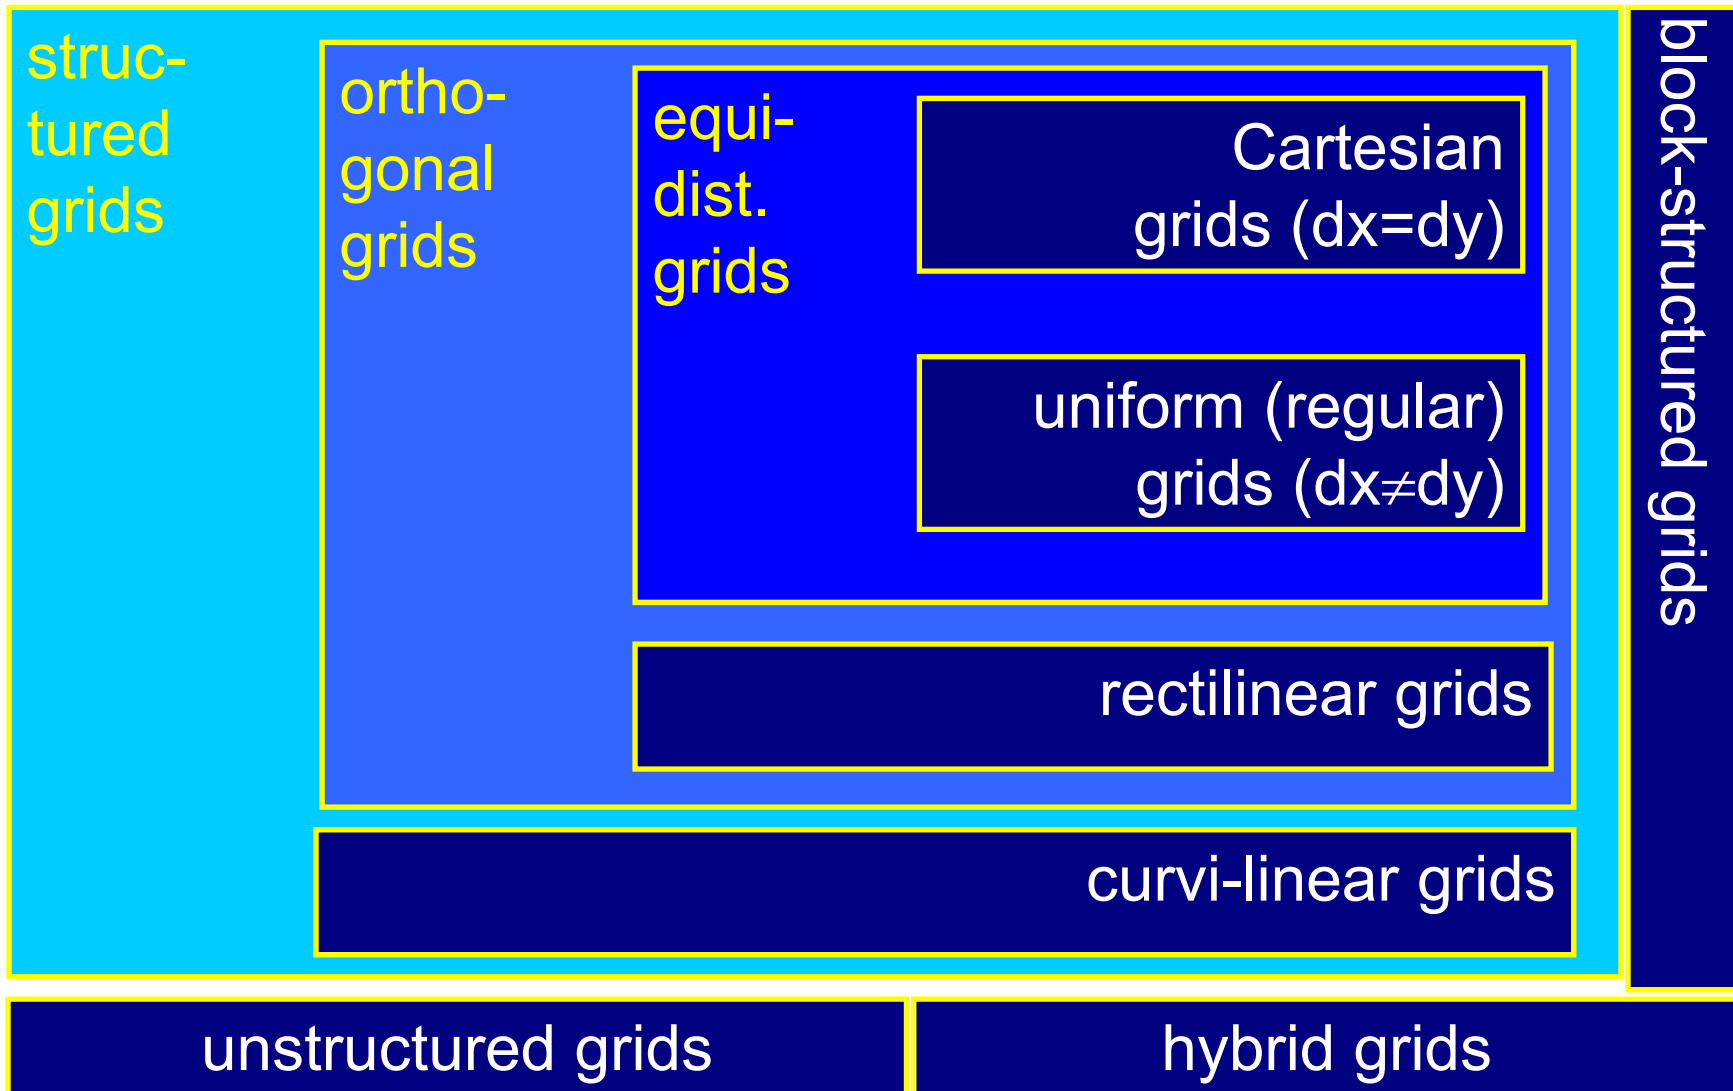 struc-
tured
grids
ortho-
gonal
grids
equi-
dist.
grids
Cartesian
grids (dx=dy)
uniform (regular)
grids (dx≠dy)
rectilinear grids
curvi-linear grids
block-structured grids
unstructured grids
hybrid grids